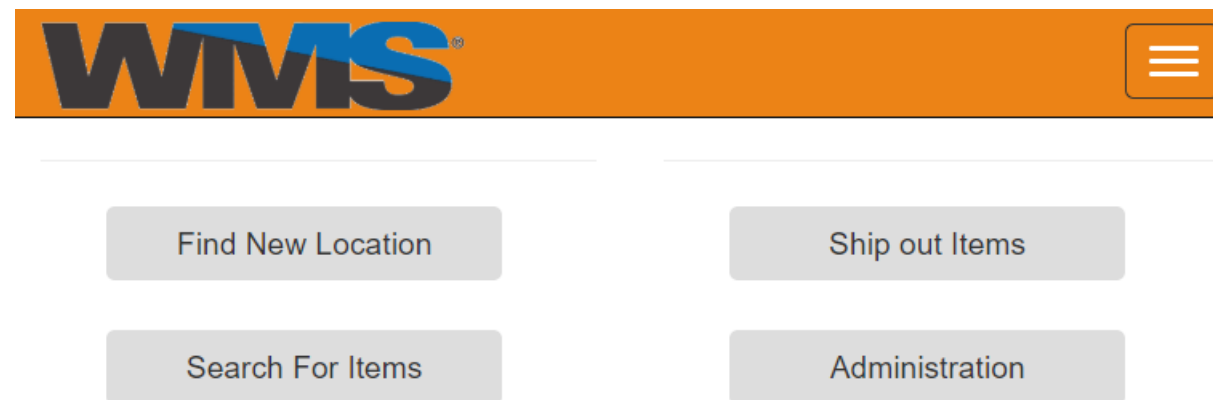 WMS®
Find New Location
Ship out Items
Search For Items
Administration